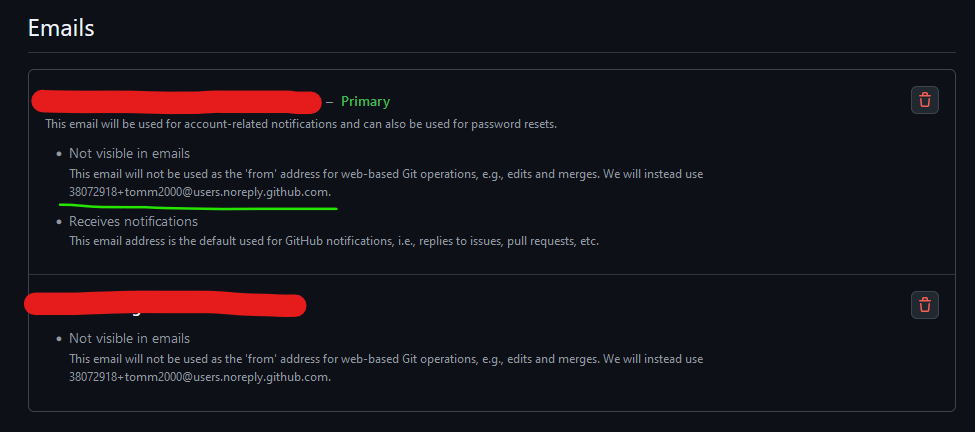 Emails
– Primary
This email will be used for account-related notifications and can also be used for password resets.
• Not visible in emails
This email will not be used as the 'from' address for web-based Git operations, e.g., edits and merges. We will instead use
38072918+tomm2000@users.noreply.github.com.
• Receives notifications
This email address is the default used for GitHub notifications, i.e., replies to issues, pull requests, etc.
• Not visible in emails
This email will not be used as the 'from' address for web-based Git operations, e.g., edits and merges. We will instead use
38072918+tomm2000@users.noreply.github.com.